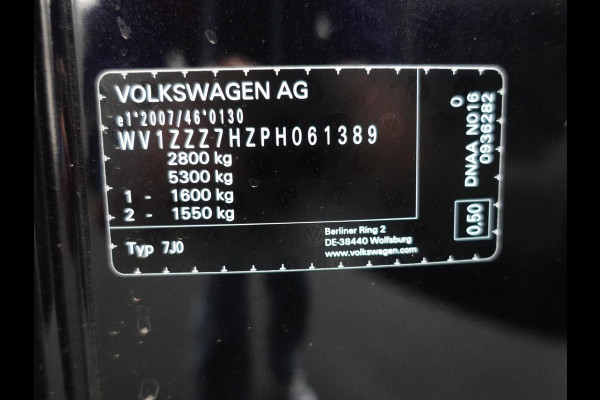 VOLKSWAGEN AG
e1*2007/46*0130
WV1ZZZ7HZPH061389
2800 kg
5300 kg
1 - 1600 kg
2 - 1550 kg
Typ 7J0
Berliner Ring 2
DE-38440 Wolfsburg
www.volkswagen.com
0
DNAA N016
0936282
0,50